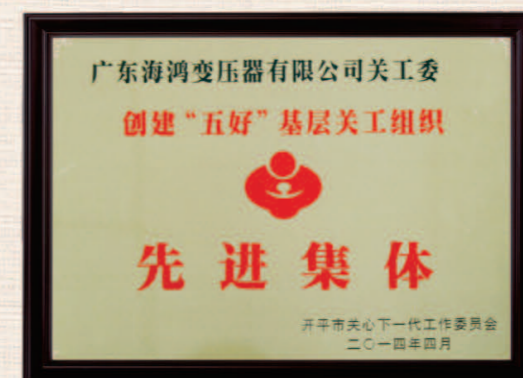 广东海鸿变压器有限公司关工委
创建“五好”基层关工组织
先进集体
开平市关心下一代工作委员会
二〇一四年四月